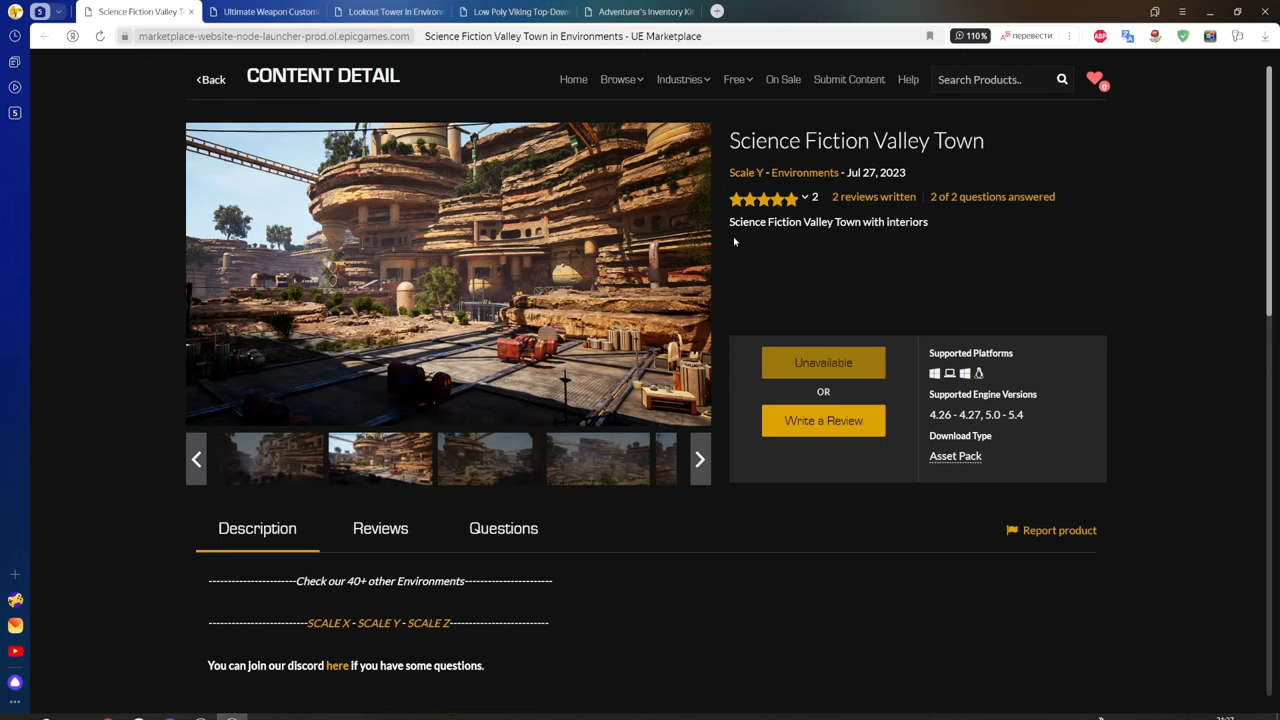 5
Science Fiction Valley T
Ultimate Weapon Customi
Lookout Tower in Environ
Low Poly Viking Top-Dow
Adventurer's Inventory Kit
marketplace-website-node-launcher-prod.ol.epicgames.com
Science Fiction Valley Town in Environments - UE Marketplace
110 %
перевести
ABP
5
Back
CONTENT DETAIL
Home
Browse
Industries
Free
On Sale
Submit Content
Help
Search Products..
0
Science Fiction Valley Town
Scale Y - Environments - Jul 27, 2023
2
2 reviews written
2 of 2 questions answered
Science Fiction Valley Town with interiors
Unavailable
OR
Write a Review
Supported Platforms
Supported Engine Versions
4.26 - 4.27, 5.0 - 5.4
Download Type
Asset Pack
Description
Reviews
Questions
Report product
-----------------------Check our 40+ other Environments-----------------------
--------------------------SCALE X - SCALE Y - SCALE Z--------------------------
You can join our discord here if you have some questions.